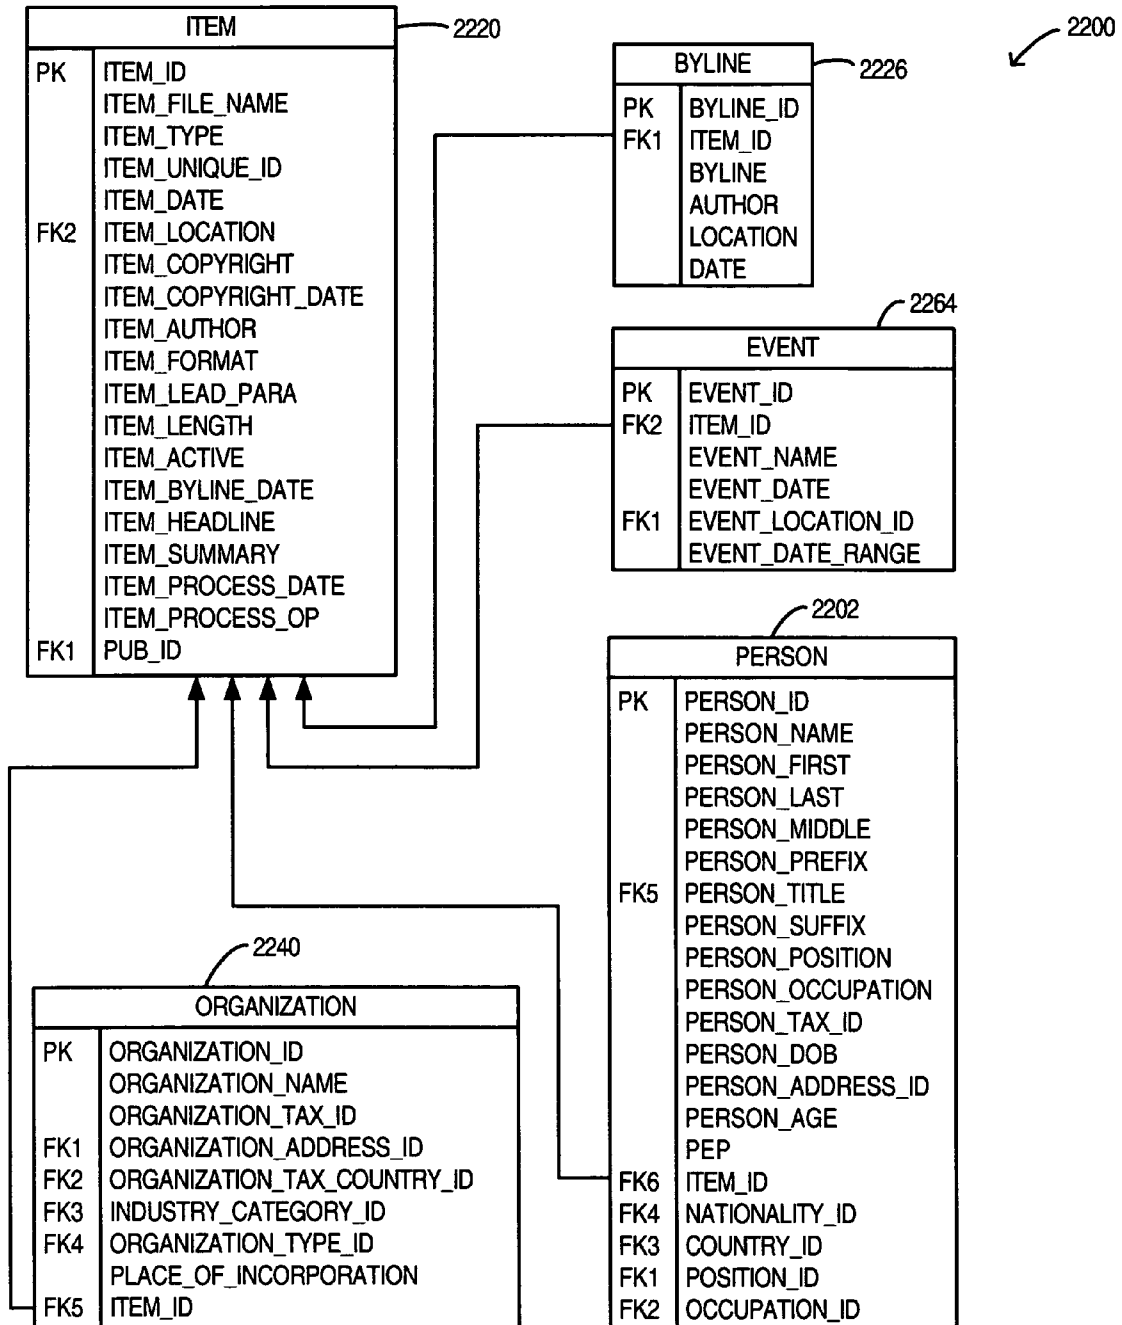 2200
ITEM
2220
PK ITEM_ID
ITEM_FILE_NAME
ITEM_TYPE
ITEM_UNIQUE_ID
ITEM_DATE
FK2 ITEM_LOCATION
ITEM_COPYRIGHT
ITEM_COPYRIGHT_DATE
ITEM_AUTHOR
ITEM_FORMAT
ITEM_LEAD_PARA
ITEM_LENGTH
ITEM_ACTIVE
ITEM_BYLINE_DATE
ITEM_HEADLINE
ITEM_SUMMARY
ITEM_PROCESS_DATE
ITEM_PROCESS_OP
FK1 PUB_ID
BYLINE
2226
PK BYLINE_ID
FK1 ITEM_ID
BYLINE
AUTHOR
LOCATION
DATE
2264
EVENT
PK EVENT_ID
FK2 ITEM_ID
EVENT_NAME
EVENT_DATE
FK1 EVENT_LOCATION_ID
EVENT_DATE_RANGE
2202
PERSON
PK PERSON_ID
PERSON_NAME
PERSON_FIRST
PERSON_LAST
PERSON_MIDDLE
PERSON_PREFIX
FK5 PERSON_TITLE
PERSON_SUFFIX
PERSON_POSITION
PERSON_OCCUPATION
PERSON_TAX_ID
PERSON_DOB
PERSON_ADDRESS_ID
PERSON_AGE
PEP
FK6 ITEM_ID
FK4 NATIONALITY_ID
FK3 COUNTRY_ID
FK1 POSITION_ID
FK2 OCCUPATION_ID
2240
ORGANIZATION
PK ORGANIZATION_ID
ORGANIZATION_NAME
ORGANIZATION_TAX_ID
FK1 ORGANIZATION_ADDRESS_ID
FK2 ORGANIZATION_TAX_COUNTRY_ID
FK3 INDUSTRY_CATEGORY_ID
FK4 ORGANIZATION_TYPE_ID
PLACE_OF_INCORPORATION
FK5 ITEM_ID